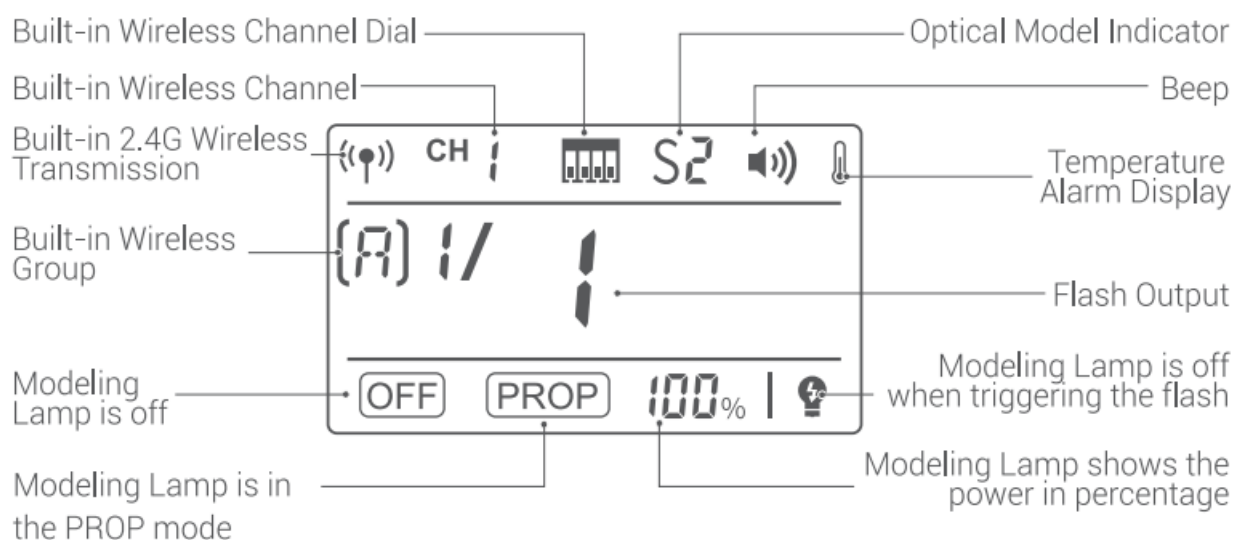 Built-in Wireless Channel Dial
Optical Model Indicator
Built-in Wireless Channel
Beep
Built-in 2.4G Wireless
Transmission
CH 1
S2
Temperature
Alarm Display
Built-in Wireless
Group
(A) 1/ 1
Flash Output
Modeling
Lamp is off
OFF PROP 100%
Modeling Lamp is off
when triggering the flash
Modeling Lamp is in
the PROP mode
Modeling Lamp shows the
power in percentage